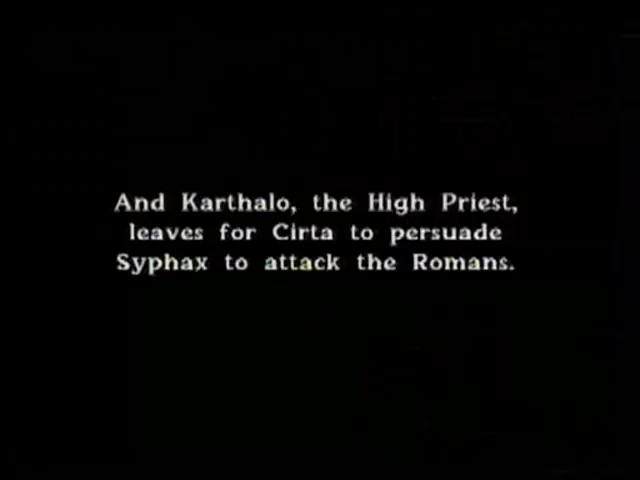 And Karthalo, the High Priest,
leaves for Cirta to persuade
Syphax to attack the Romans.